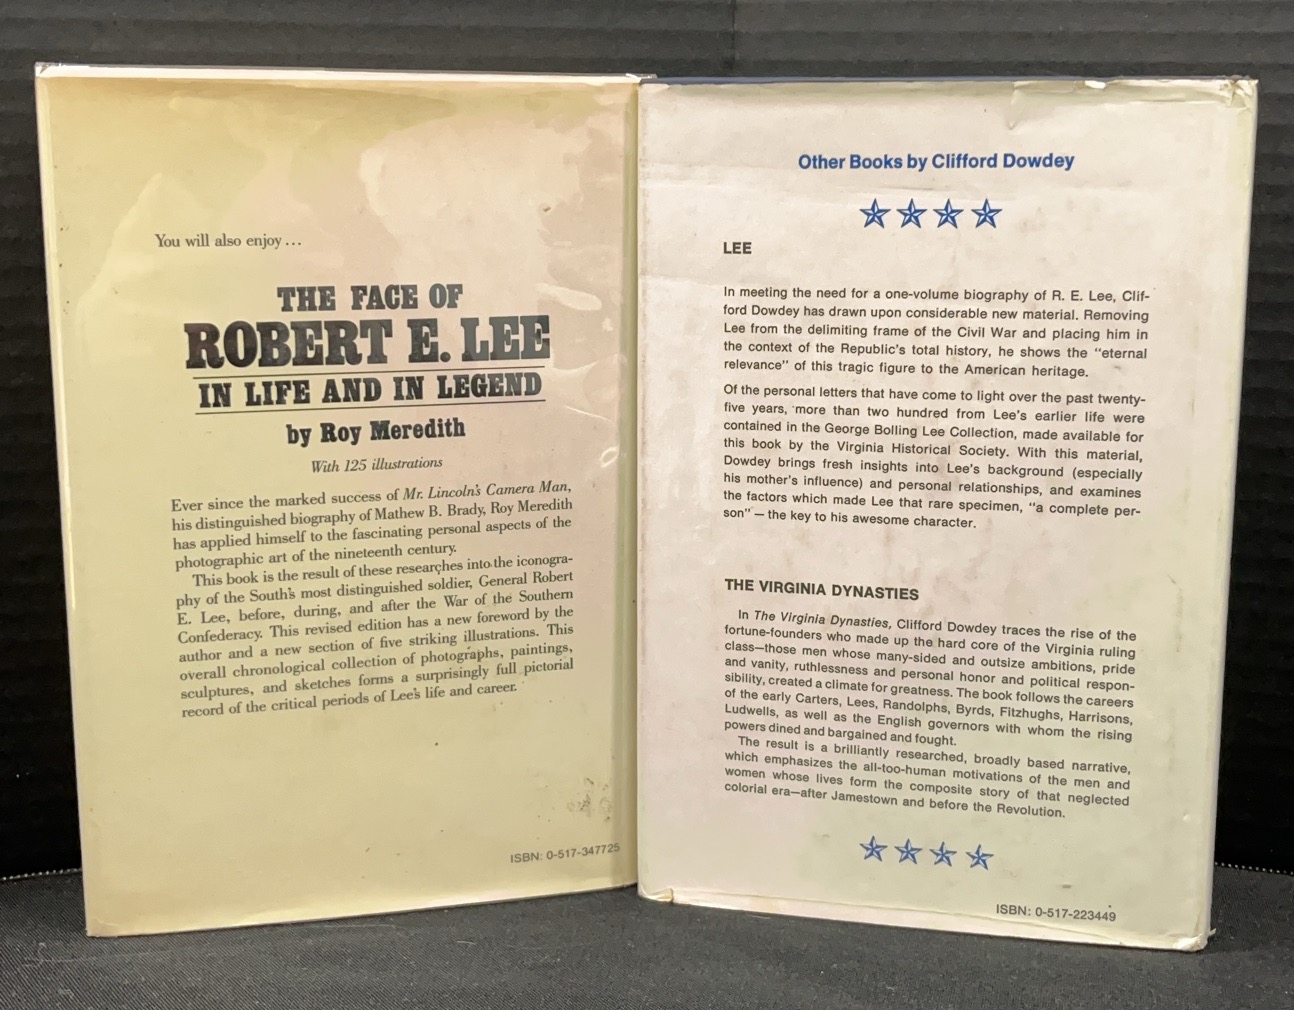 You will also enjoy ...
THE FACE OF
ROBERT E. LEE
IN LIFE AND IN LEGEND
by Roy Meredith
With 125 illustrations
Ever since the marked success of Mr. Lincoln's Camera Man,
his distinguished biography of Mathew B. Brady, Roy Meredith
has applied himself to the fascinating personal aspects of the
photographic art of the nineteenth century.
This book is the result of these researches into the iconogra-
phy of the South's most distinguished soldier, General Robert
E. Lee, before, during, and after the War of the Southern
Confederacy. This revised edition has a new foreword by the
author and a new section of five striking illustrations. This
overall chronological collection of photographs, paintings,
sculptures, and sketches forms a surprisingly full pictorial
record of the critical periods of Lee's life and career.
ISBN: 0-517-347725
Other Books by Clifford Dowdey
LEE
In meeting the need for a one-volume biography of R. E. Lee, Clif-
ford Dowdey has drawn upon considerable new material. Removing
Lee from the delimiting frame of the Civil War and placing him in
the context of the Republic's total history, he shows the "eternal
relevance" of this tragic figure to the American heritage.
Of the personal letters that have come to light over the past twenty-
five years, more than two hundred from Lee's earlier life were
contained in the George Bolling Lee Collection, made available for
this book by the Virginia Historical Society. With this material,
Dowdey brings fresh insights into Lee's background (especially
his mother's influence) and personal relationships, and examines
the factors which made Lee that rare specimen, "a complete per-
son" — the key to his awesome character.
THE VIRGINIA DYNASTIES
In The Virginia Dynasties, Clifford Dowdey traces the rise of the
fortune-founders who made up the hard core of the Virginia ruling
class—those men whose many-sided and outsize ambitions, pride
and vanity, ruthlessness and personal honor and political respon-
sibility, created a climate for greatness. The book follows the careers
of the early Carters, Lees, Randolphs, Byrds, Fitzhughs, Harrisons,
Ludwells, as well as the English governors with whom the rising
powers dined and bargained and fought.
The result is a brilliantly researched, broadly based narrative,
which emphasizes the all-too-human motivations of the men and
women whose lives form the composite story of that neglected
colonial era—after Jamestown and before the Revolution.
ISBN: 0-517-223449